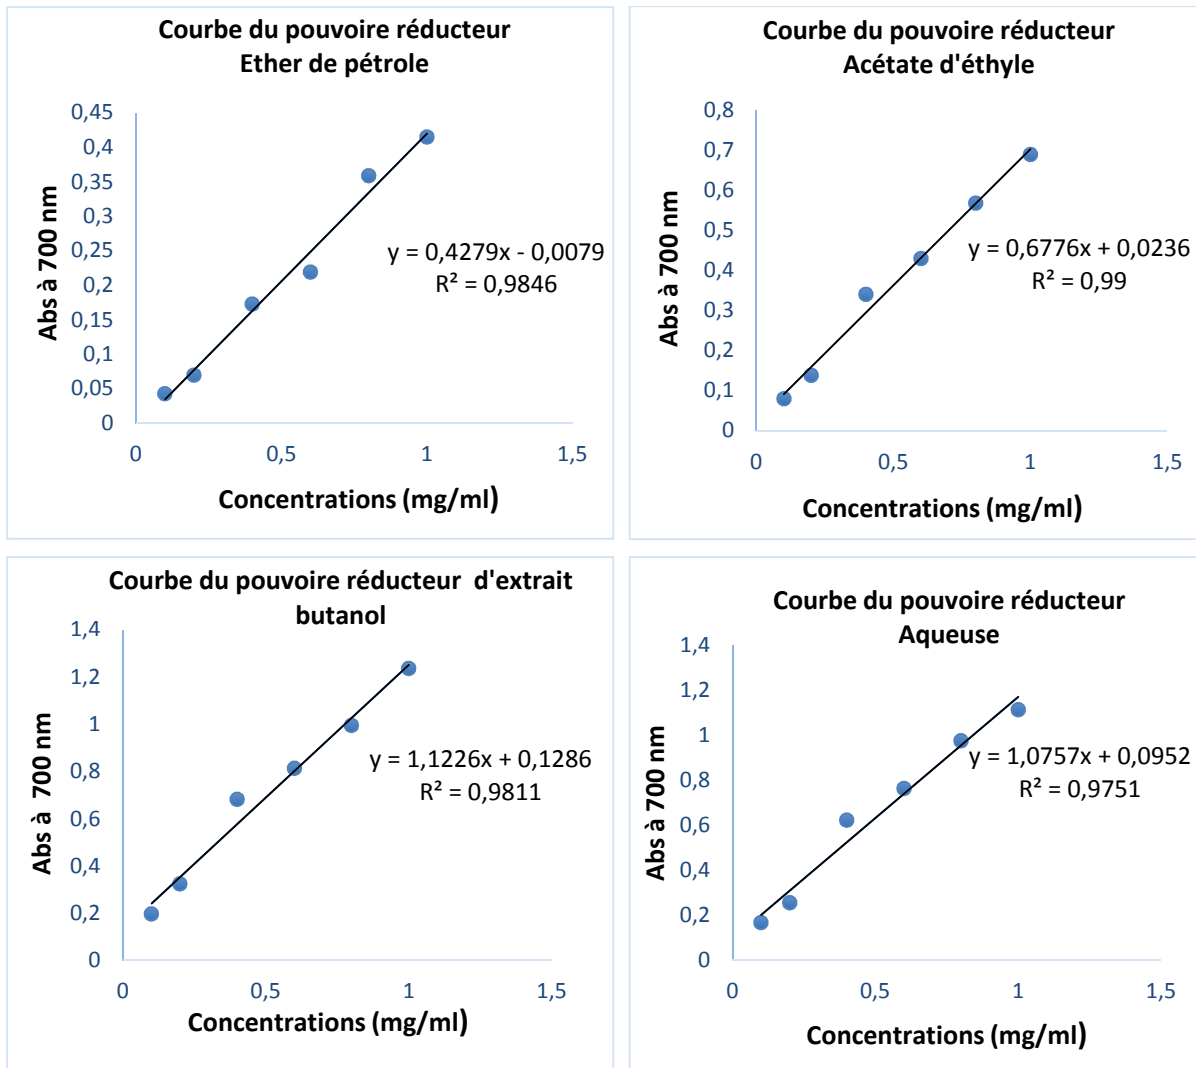 Courbe du pouvoire réducteur
Ether de pétrole
0,45
0,4
0,35
0,3
0,25
0,2
0,15
0,1
0,05
0
Abs à 700 nm
y = 0,4279x - 0,0079
R² = 0,9846
0 0,5 1 1,5
Concentrations (mg/ml)
Courbe du pouvoire réducteur
Acétate d'éthyle
0,8
0,7
0,6
0,5
0,4
0,3
0,2
0,1
0
Abs à 700 nm
y = 0,6776x + 0,0236
R² = 0,99
0 0,5 1 1,5
Concentrations (mg/ml)
Courbe du pouvoire réducteur d'extrait
butanol
1,4
1,2
1
0,8
0,6
0,4
0,2
0
Abs à 700 nm
y = 1,1226x + 0,1286
R² = 0,9811
0 0,5 1 1,5
Concentrations (mg/ml)
Courbe du pouvoire réducteur
Aqueuse
1,4
1,2
1
0,8
0,6
0,4
0,2
0
Abs à 700 nm
y = 1,0757x + 0,0952
R² = 0,9751
0 0,5 1 1,5
Concentrations (mg/ml)